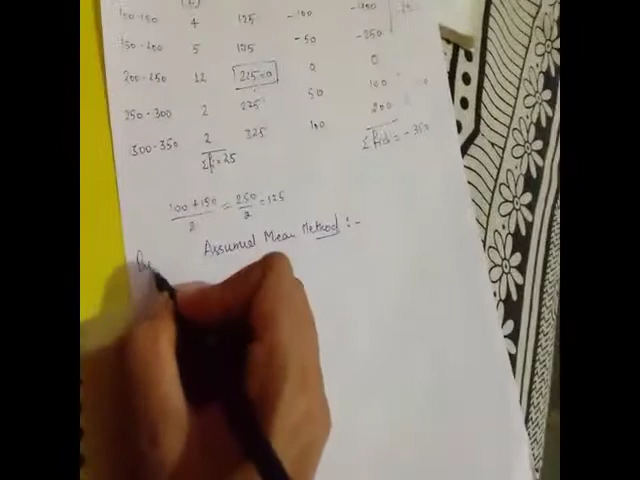 100-150 4 125 -100
150-200 5 175 -50 -250
200-250 12 225=a 0 0
250-300 2 275 50 100
300-350 2 325 100 200
Σfi=25 Σfidi = -350
100+150/2 = 250/2 = 125
Assumed Mean Method :-